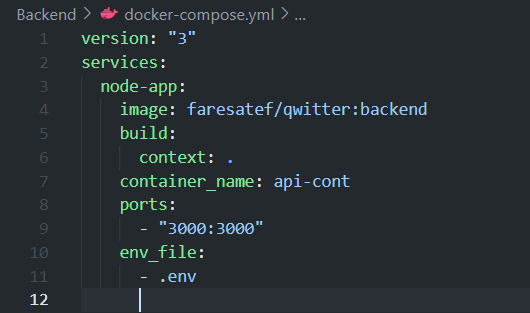 Backend > docker-compose.yml > ...
1 version: "3"
2 services:
3   node-app:
4     image: faresatef/qwitter:backend
5     build:
6       context: .
7     container_name: api-cont
8     ports:
9       - "3000:3000"
10     env_file:
11       - .env
12